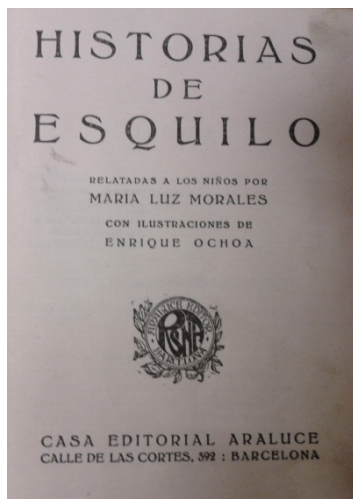 HISTORIAS
DE
ESQUILO
RELATADAS A LOS NIÑOS POR
MARIA LUZ MORALES
CON ILUSTRACIONES DE
ENRIQUE OCHOA
BARCELONA
CASA EDITORIAL ARALUCE
CALLE DE LAS CORTES, 392 : BARCELONA